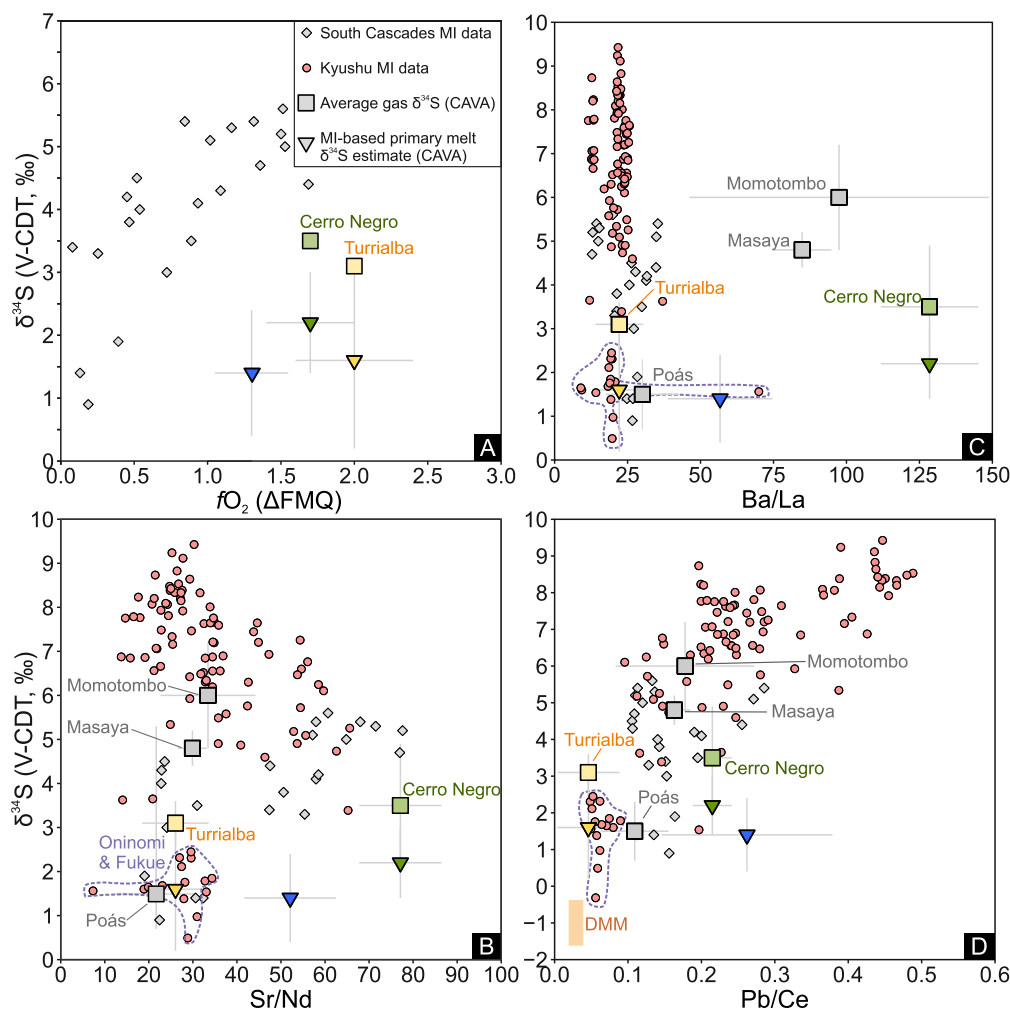 7
6
5
4
3
2
1
0
δ³⁴S (V-CDT, ‰)
South Cascades MI data
Kyushu MI data
Average gas δ³⁴S (CAVA)
MI-based primary melt
δ³⁴S estimate (CAVA)
Cerro Negro
Turrialba
A
0.0
0.5
1.0
1.5
2.0
2.5
3.0
fO₂ (ΔFMQ)
10
9
8
7
6
5
4
3
2
1
0
Momotombo
Masaya
Turrialba
Cerro Negro
Poás
C
0
25
50
75
100
125
150
Ba/La
10
9
8
7
6
5
4
3
2
1
0
δ³⁴S (V-CDT, ‰)
Momotombo
Masaya
Cerro Negro
Turrialba
Oninomi
& Fukue
Poás
B
0
10
20
30
40
50
60
70
80
90
100
Sr/Nd
10
9
8
7
6
5
4
3
2
1
0
−1
−2
Momotombo
Masaya
Turrialba
Cerro Negro
Poás
DMM
D
0.0
0.1
0.2
0.3
0.4
0.5
0.6
Pb/Ce